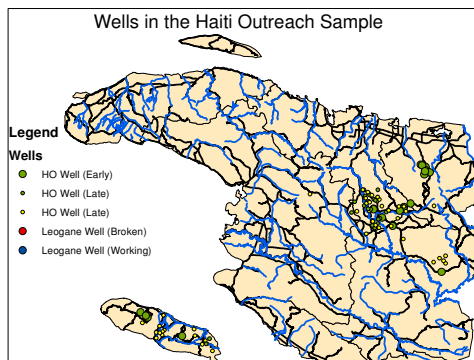 Wells in the Haiti Outreach Sample
Legend
Wells
HO Well (Early)
HO Well (Late)
HO Well (Late)
Leogane Well (Broken)
Leogane Well (Working)